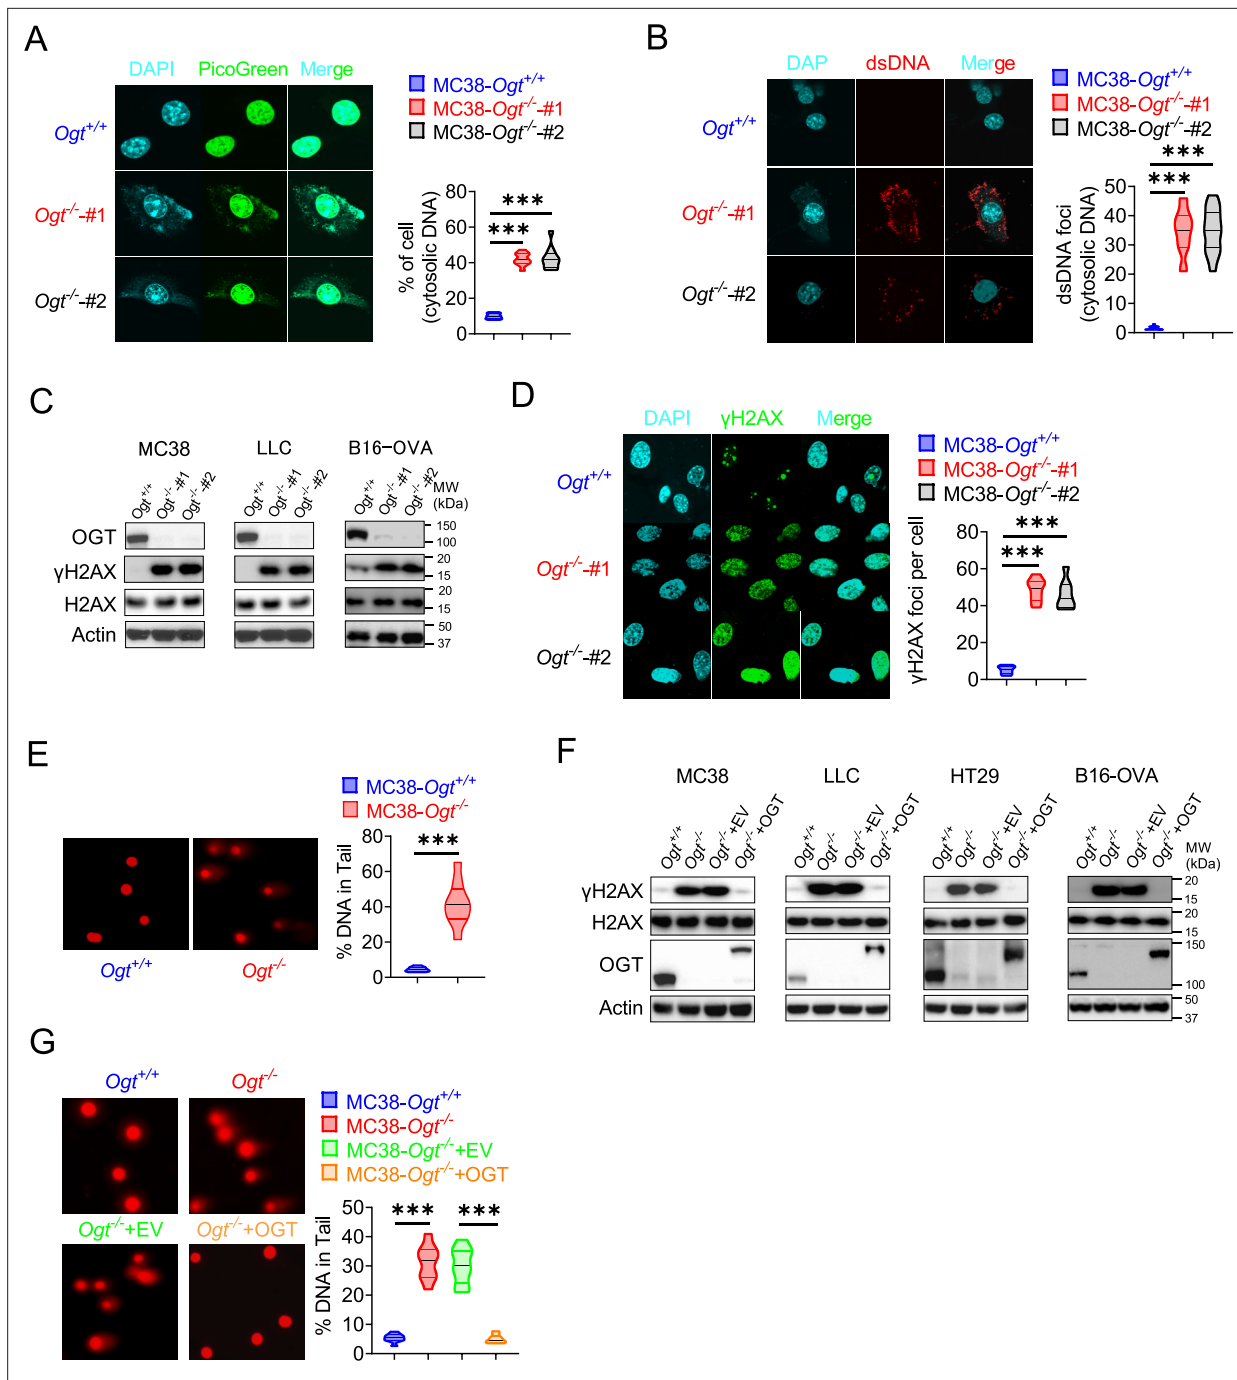 A
DAPI PicoGreen Merge
Ogt+/+
Ogt-/--#1
Ogt-/--#2
MC38-Ogt+/+
MC38-Ogt-/--#1
MC38-Ogt-/--#2
% of cell
(cytosolic DNA)
80
60
40
20
0
***
***
B
DAP dsDNA Merge
Ogt+/+
Ogt-/--#1
Ogt-/--#2
MC38-Ogt+/+
MC38-Ogt-/--#1
MC38-Ogt-/--#2
dsDNA foci
(cytosolic DNA)
50
40
30
20
10
0
***
***
C
MC38 LLC B16-OVA
Ogt+/+ Ogt-/--#1 Ogt-/--#2 Ogt+/+ Ogt-/--#1 Ogt-/--#2 Ogt+/+ Ogt-/--#1 Ogt-/--#2
MW
(kDa)
OGT 150
100
γH2AX 20
15
H2AX 20
15
Actin 50
37
D
DAPI γH2AX Merge
Ogt+/+
Ogt-/--#1
Ogt-/--#2
MC38-Ogt+/+
MC38-Ogt-/--#1
MC38-Ogt-/--#2
γH2AX foci per cell
80
60
40
20
0
***
***
E
Ogt+/+ Ogt-/-
MC38-Ogt+/+
MC38-Ogt-/-
% DNA in Tail
80
60
40
20
0
***
F
MC38 LLC HT29 B16-OVA
Ogt+/+ Ogt-/- Ogt-/-+EV Ogt-/-+OGT Ogt+/+ Ogt-/- Ogt-/-+EV Ogt-/-+OGT Ogt+/+ Ogt-/- Ogt-/-+EV Ogt-/-+OGT Ogt+/+ Ogt-/- Ogt-/-+EV Ogt-/-+OGT
MW
(kDa)
γH2AX 20
15
H2AX 20
15
OGT 150
100
Actin 50
37
G
Ogt+/+ Ogt-/-
Ogt-/-+EV Ogt-/-+OGT
MC38-Ogt+/+
MC38-Ogt-/-
MC38-Ogt-/-+EV
MC38-Ogt-/-+OGT
% DNA in Tail
50
40
30
20
10
0
*** ***